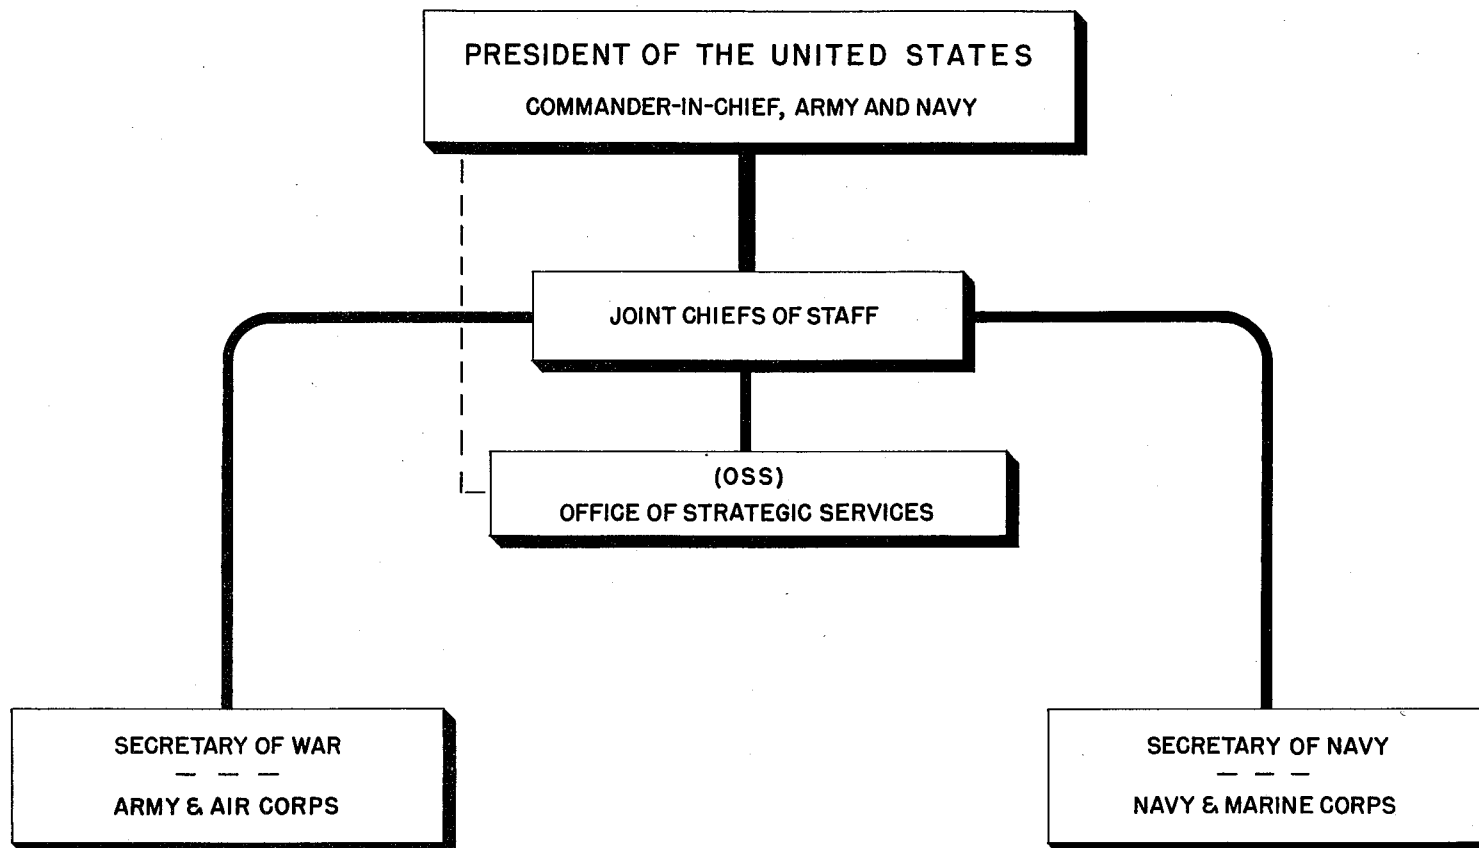 PRESIDENT OF THE UNITED STATES
COMMANDER-IN-CHIEF, ARMY AND NAVY
JOINT CHIEFS OF STAFF
(OSS)
OFFICE OF STRATEGIC SERVICES
SECRETARY OF WAR
ARMY & AIR CORPS
SECRETARY OF NAVY
NAVY & MARINE CORPS